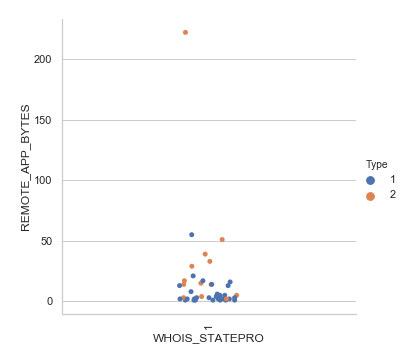 200
150
100
50
0
REMOTE_APP_BYTES
1
WHOIS_STATEPRO
Type
1
2